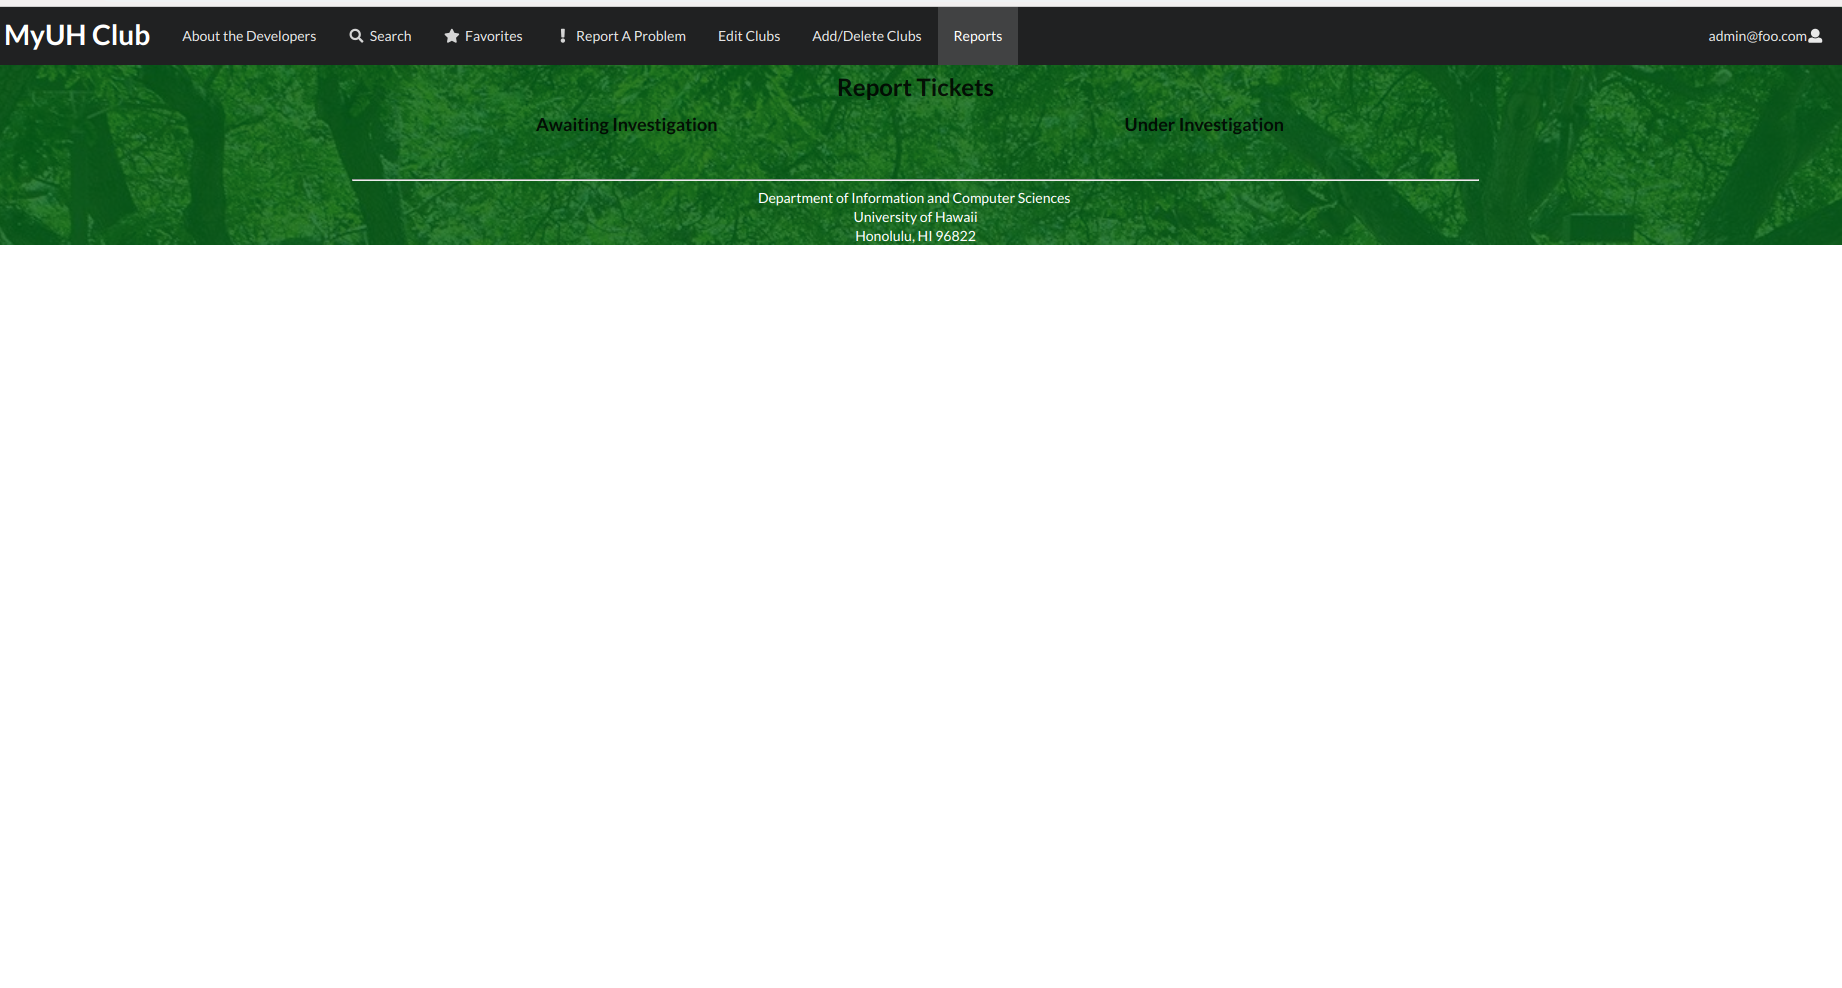 MyUH Club About the Developers Search Favorites Report A Problem Edit Clubs Add/Delete Clubs Reports admin@foo.com
Report Tickets
Awaiting Investigation Under Investigation
Department of Information and Computer Sciences
University of Hawaii
Honolulu, HI 96822